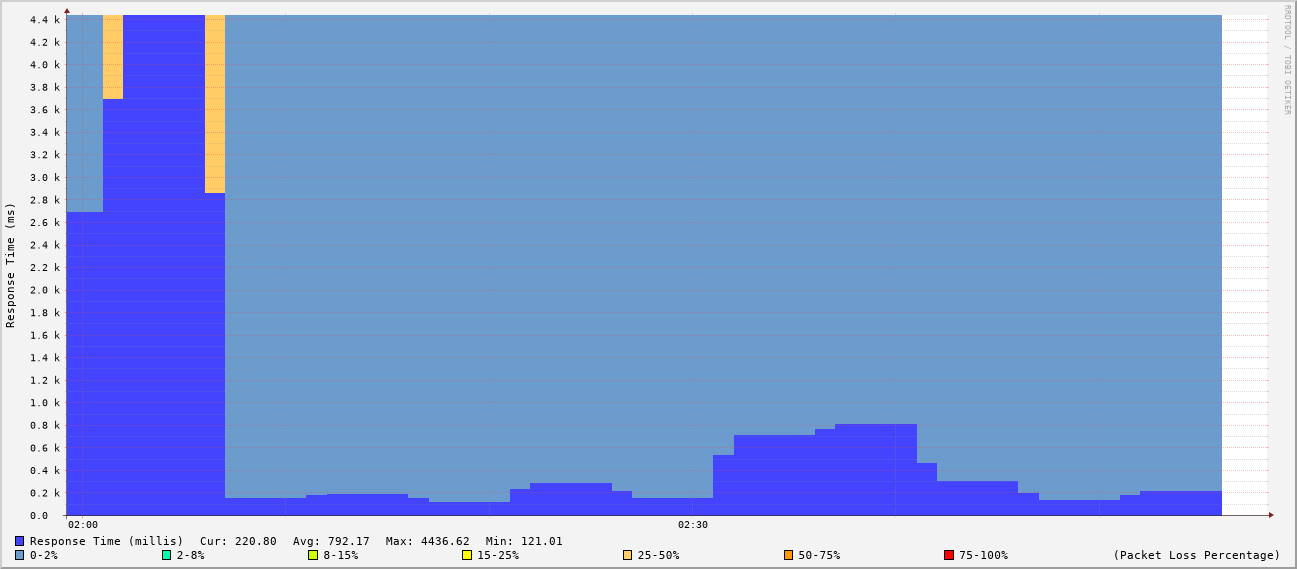 RRDTOOL / TOBI OETIKER
Response Time (ms)
4.4 k
4.2 k
4.0 k
3.8 k
3.6 k
3.4 k
3.2 k
3.0 k
2.8 k
2.6 k
2.4 k
2.2 k
2.0 k
1.8 k
1.6 k
1.4 k
1.2 k
1.0 k
0.8 k
0.6 k
0.4 k
0.2 k
0.0
02:00 02:30
Response Time (millis) Cur: 220.80 Avg: 792.17 Max: 4436.62 Min: 121.01
0-2% 2-8% 8-15% 15-25% 25-50% 50-75% 75-100% (Packet Loss Percentage)